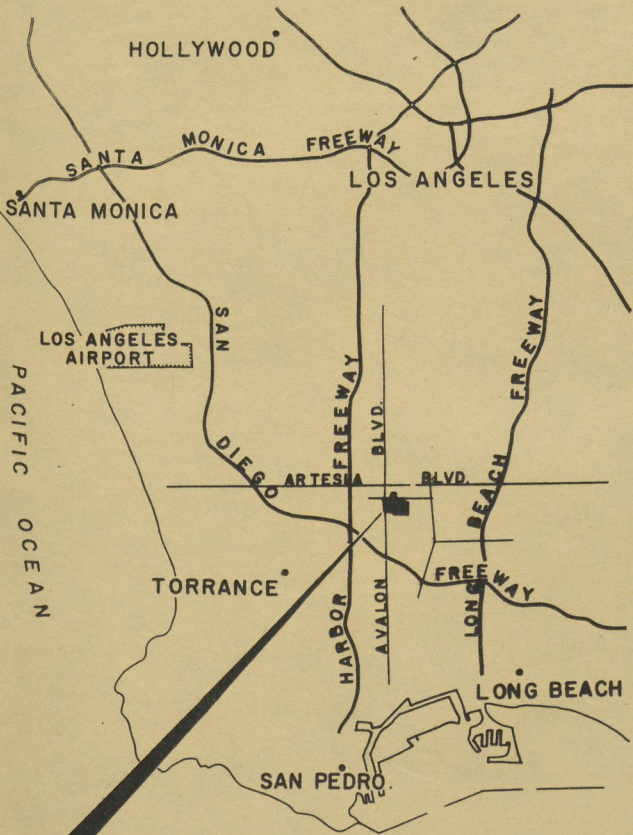 HOLLYWOOD
SANTA MONICA FREEWAY
LOS ANGELES
SANTA MONICA
LOS ANGELES
AIRPORT
PACIFIC OCEAN
SAN DIEGO FREEWAY
HARBOR FREEWAY
AVALON BLVD.
LONG BEACH FREEWAY
ARTESIA BLVD.
TORRANCE
LONG BEACH
SAN PEDRO